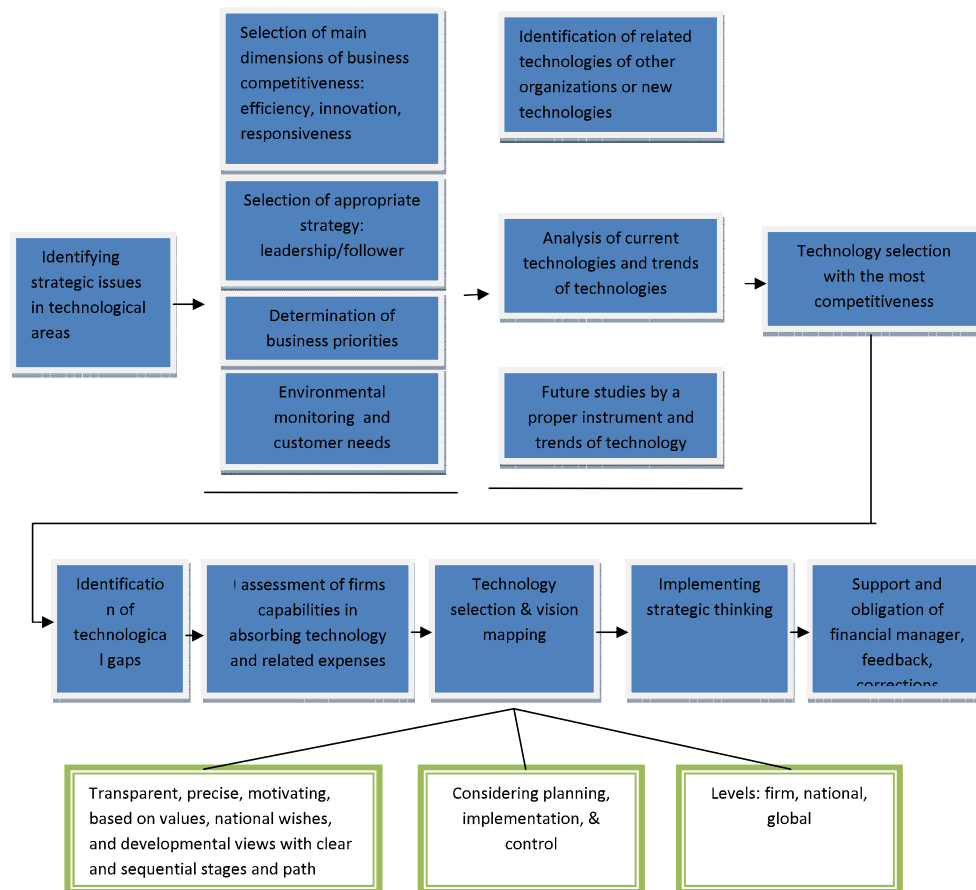 Selection of main
dimensions of business
competitiveness:
efficiency, innovation,
responsiveness
Identification of related
technologies of other
organizations or new
technologies
Selection of appropriate
strategy:
leadership/follower
Identifying
strategic issues
in technological
areas
Analysis of current
technologies and trends
of technologies
Technology selection
with the most
competitiveness
Determination of
business priorities
Environmental
monitoring and
customer needs
Future studies by a
proper instrument and
trends of technology
Identificatio
n of
technologica
l gaps
assessment of firms
capabilities in
absorbing technology
and related expenses
Technology
selection & vision
mapping
Implementing
strategic thinking
Support and
obligation of
financial manager,
feedback,
corrections
Transparent, precise, motivating,
based on values, national wishes,
and developmental views with clear
and sequential stages and path
Considering planning,
implementation, &
control
Levels: firm, national,
global